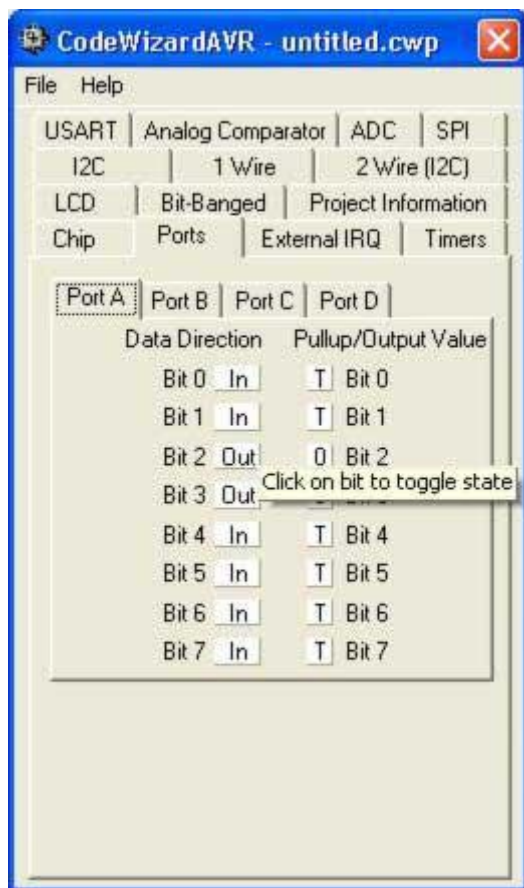 CodeWizardAVR - untitled.cwp
File Help
USART Analog Comparator ADC SPI
I2C 1 Wire 2 Wire (I2C)
LCD Bit-Banged Project Information
Chip Ports External IRQ Timers
Port A Port B Port C Port D
Data Direction Pullup/Output Value
Bit 0 In T Bit 0
Bit 1 In T Bit 1
Bit 2 Out 0 Bit 2
Click on bit to toggle state
Bit 3 Out
Bit 4 In T Bit 4
Bit 5 In T Bit 5
Bit 6 In T Bit 6
Bit 7 In T Bit 7